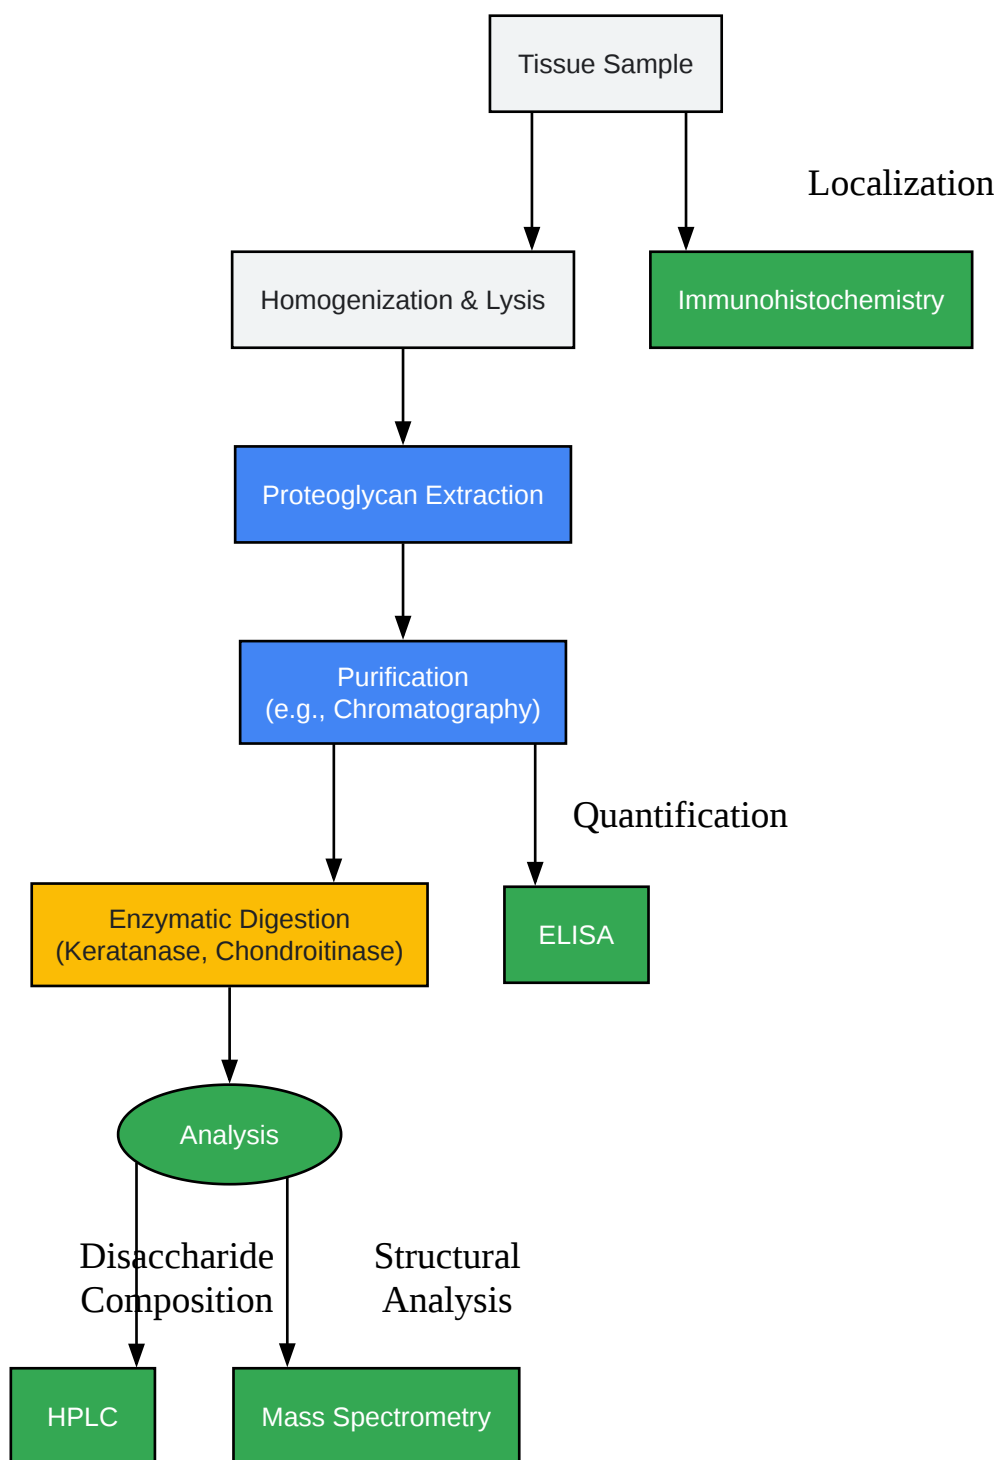 Tissue Sample
Localization
Homogenization & Lysis
Immunohistochemistry
Proteoglycan Extraction
Purification
(e.g., Chromatography)
Quantification
Enzymatic Digestion
(Keratanase, Chondroitinase)
ELISA
Analysis
Disaccharide
Composition
Structural
Analysis
HPLC
Mass Spectrometry